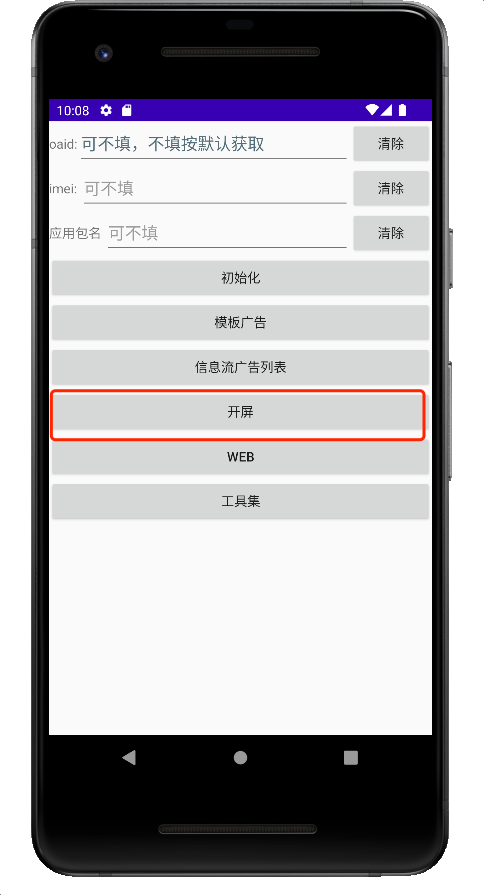 10:08
oaid: 可不填，不填按默认获取 清除
imei: 可不填 清除
应用包名 可不填 清除
初始化
模板广告
信息流广告列表
开屏
WEB
工具集